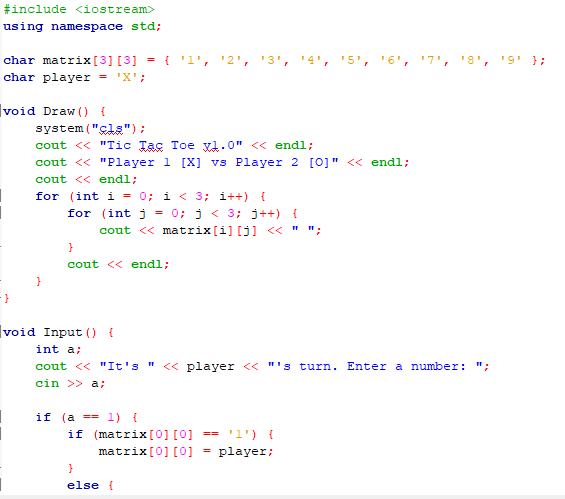 #include <iostream>
using namespace std;

char matrix[3][3] = { '1', '2', '3', '4', '5', '6', '7', '8', '9' };
char player = 'X';

void Draw() {
    system("cls");
    cout << "Tic Tac Toe v1.0" << endl;
    cout << "Player 1 [X] vs Player 2 [O]" << endl;
    cout << endl;
    for (int i = 0; i < 3; i++) {
        for (int j = 0; j < 3; j++) {
            cout << matrix[i][j] << " ";
        }
        cout << endl;
    }
}

void Input() {
    int a;
    cout << "It's " << player << "'s turn. Enter a number: ";
    cin >> a;

    if (a == 1) {
        if (matrix[0][0] == '1') {
            matrix[0][0] = player;
        }
        else {